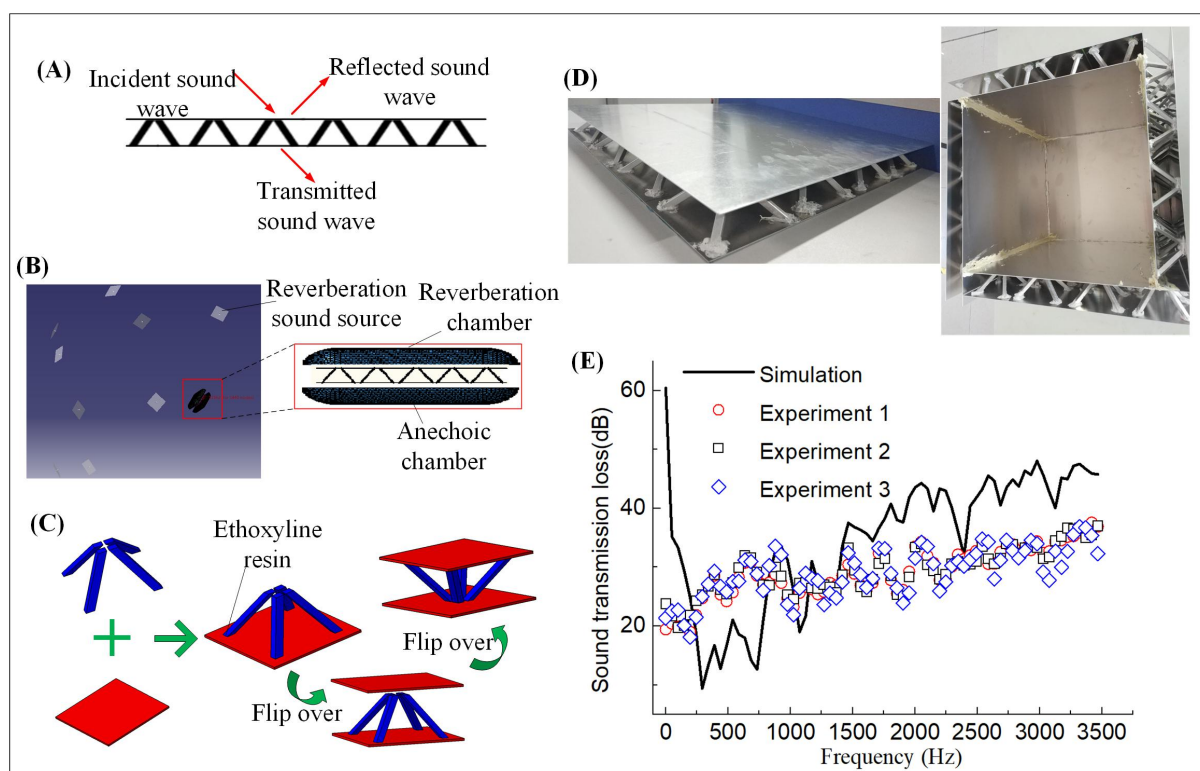 (A)
Incident sound
wave
Reflected sound
wave
Transmitted
sound wave
(B)
Reverberation
sound source
Reverberation
chamber
Anechoic
chamber
(C)
Ethoxyline
resin
Flip over
Flip over
(D)
(E)
Sound transmission loss(dB)
60
40
20
Simulation
Experiment 1
Experiment 2
Experiment 3
0 500 1000 1500 2000 2500 3000 3500
Frequency (Hz)